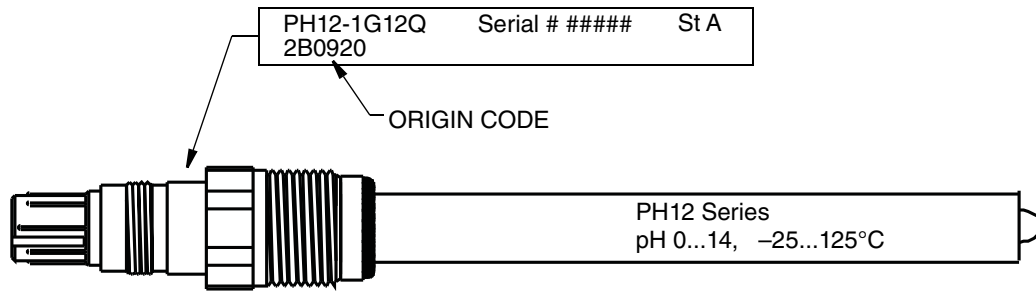 PH12-1G12Q Serial # ##### St A
2B0920
ORIGIN CODE
PH12 Series
pH 0...14, –25...125°C